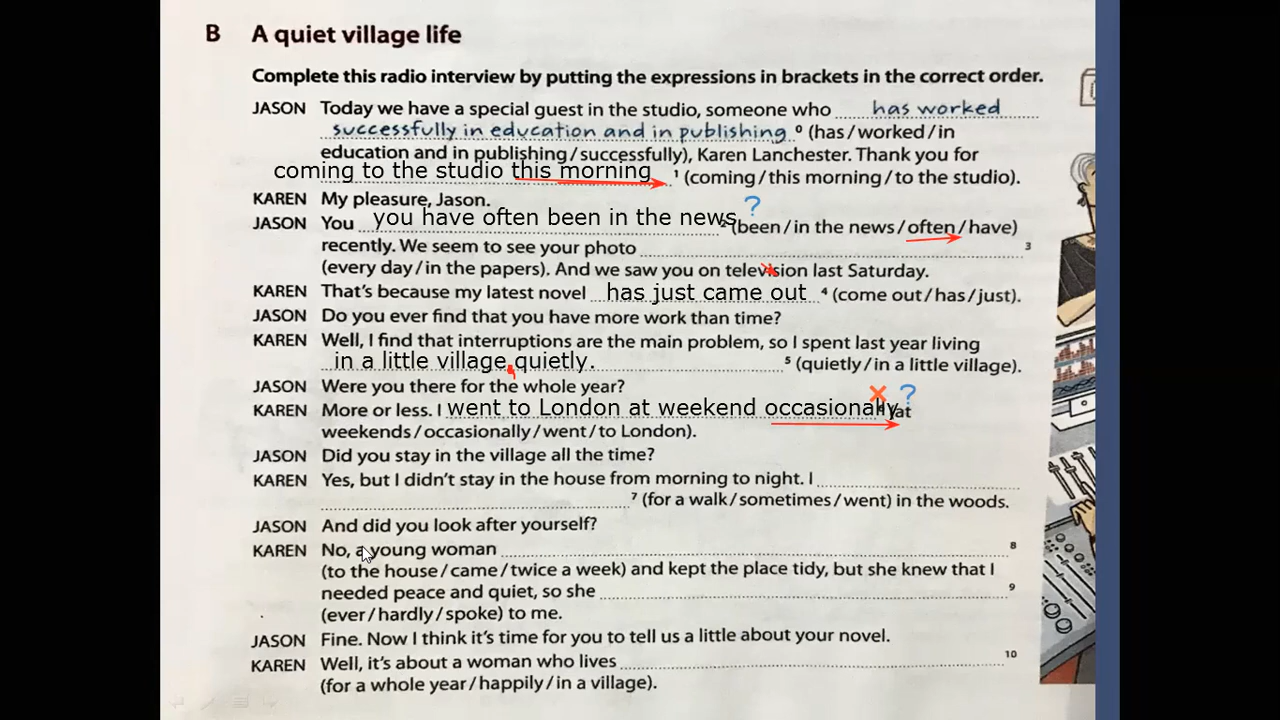 B A quiet village life
Complete this radio interview by putting the expressions in brackets in the correct order.
JASON Today we have a special guest in the studio, someone who has worked
successfully in education and in publishing ⁰ (has/worked/in
education and in publishing/successfully), Karen Lanchester. Thank you for
coming to the studio this morning ¹ (coming/this morning/to the studio).
KAREN My pleasure, Jason.
JASON You you have often been in the news ? ² (been/in the news/often/have)
recently. We seem to see your photo ³
(every day/in the papers). And we saw you on television last Saturday.
KAREN That's because my latest novel has just came out ⁴ (come out/has/just).
JASON Do you ever find that you have more work than time?
KAREN Well, I find that interruptions are the main problem, so I spent last year living
in a little village quietly. ⁵ (quietly/in a little village).
JASON Were you there for the whole year?
KAREN More or less. I went to London at weekend occasionally ? (at
weekends/occasionally/went/to London).
JASON Did you stay in the village all the time?
KAREN Yes, but I didn't stay in the house from morning to night. I
⁷ (for a walk/sometimes/went) in the woods.
JASON And did you look after yourself?
KAREN No, a young woman ⁸
(to the house/came/twice a week) and kept the place tidy, but she knew that I
needed peace and quiet, so she ⁹
(ever/hardly/spoke) to me.
JASON Fine. Now I think it's time for you to tell us a little about your novel.
KAREN Well, it's about a woman who lives ¹⁰
(for a whole year/happily/in a village).